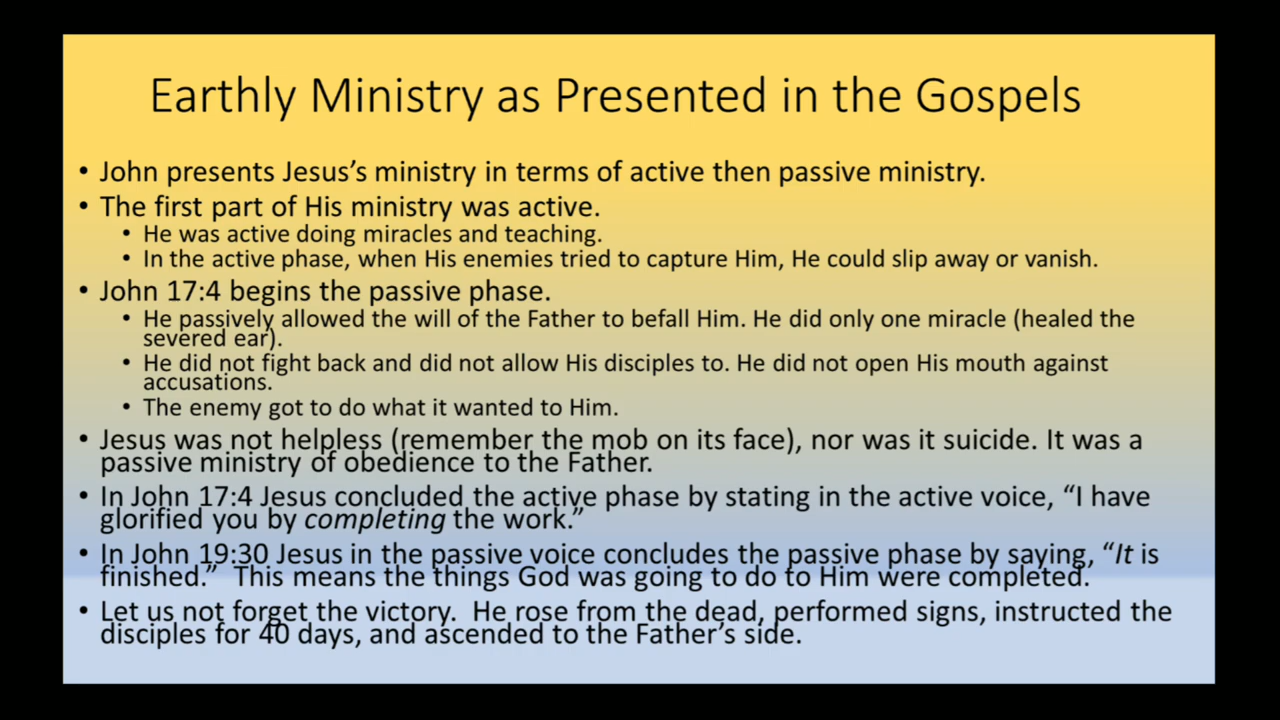 Earthly Ministry as Presented in the Gospels
• John presents Jesus’s ministry in terms of active then passive ministry.
• The first part of His ministry was active.
• He was active doing miracles and teaching.
• In the active phase, when His enemies tried to capture Him, He could slip away or vanish.
• John 17:4 begins the passive phase.
• He passively allowed the will of the Father to befall Him. He did only one miracle (healed the
severed ear).
• He did not fight back and did not allow His disciples to. He did not open His mouth against
accusations.
• The enemy got to do what it wanted to Him.
• Jesus was not helpless (remember the mob on its face), nor was it suicide. It was a
passive ministry of obedience to the Father.
• In John 17:4 Jesus concluded the active phase by stating in the active voice, “I have
glorified you by completing the work.”
• In John 19:30 Jesus in the passive voice concludes the passive phase by saying, “It is
finished.”  This means the things God was going to do to Him were completed.
• Let us not forget the victory.  He rose from the dead, performed signs, instructed the
disciples for 40 days, and ascended to the Father’s side.